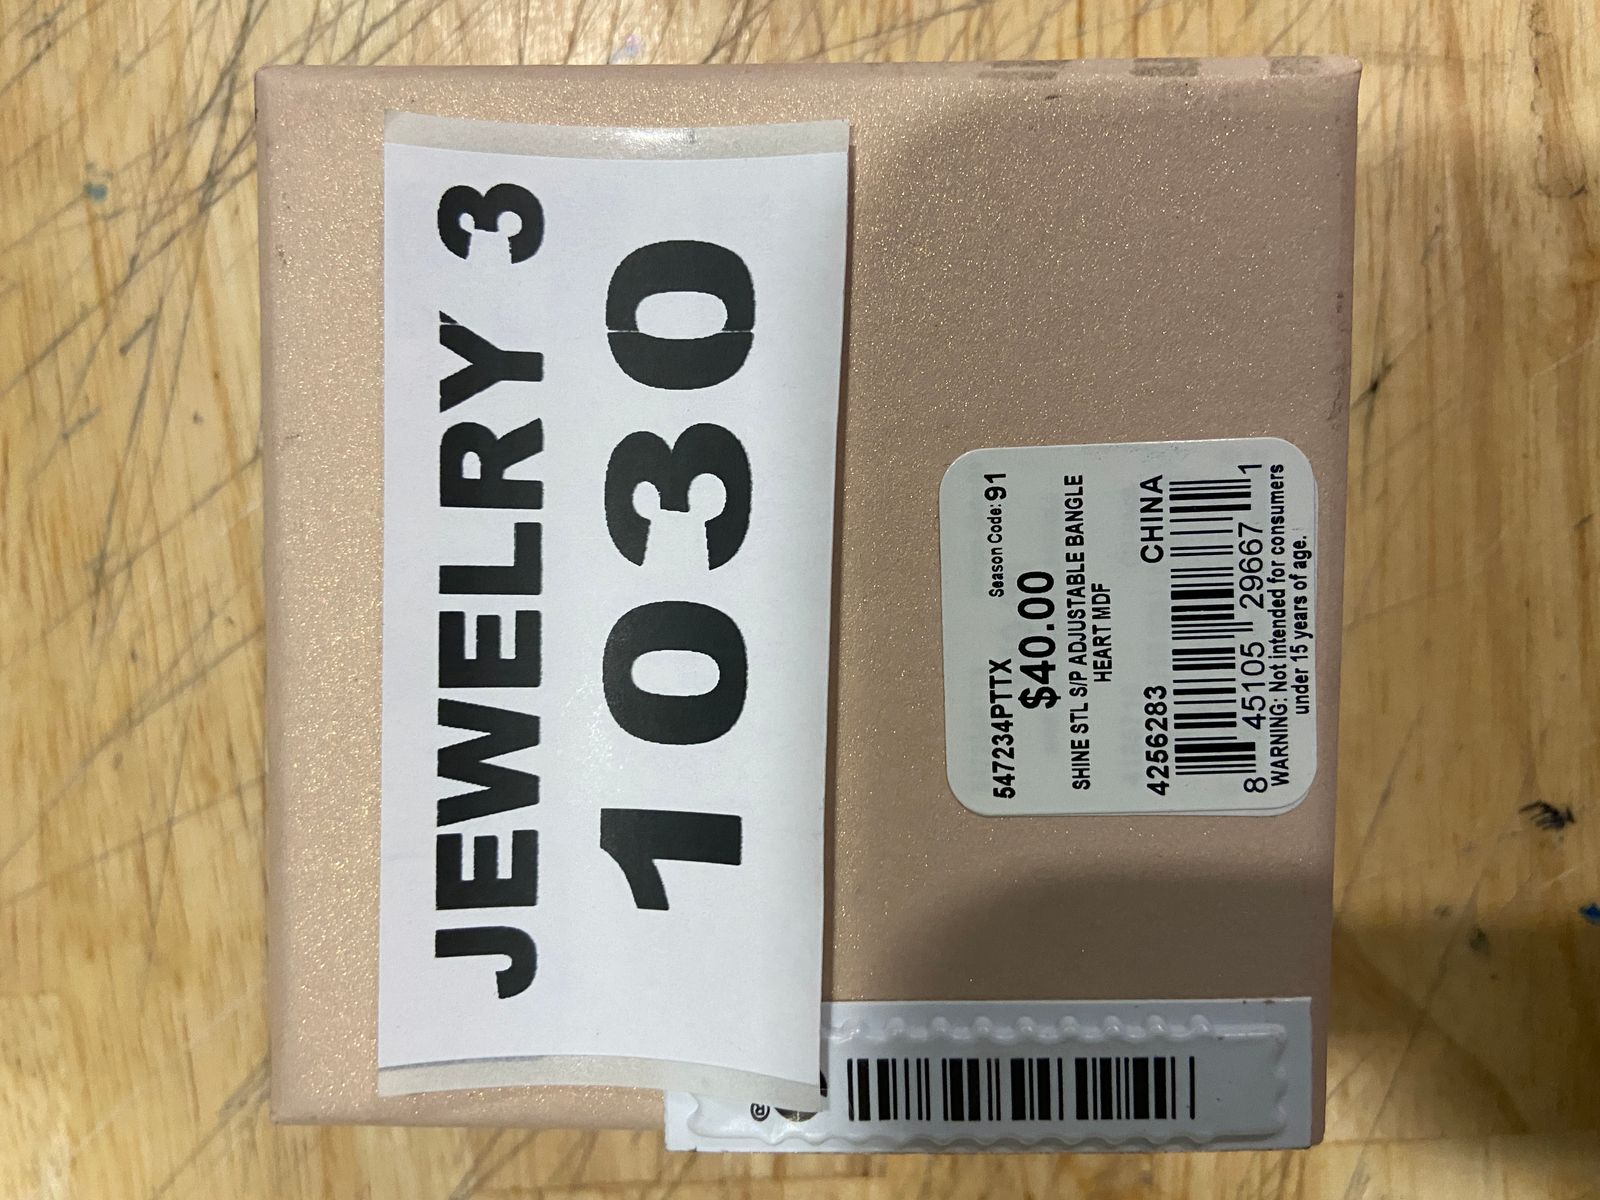 JEWELRY 3
1030
547234PTTX Season Code: 91
$40.00
SHINE STL S/P ADJUSTABLE BANGLE
HEART MDF
4256283 CHINA
8 45105 29667 1
WARNING: Not intended for consumers
under 15 years of age.
®